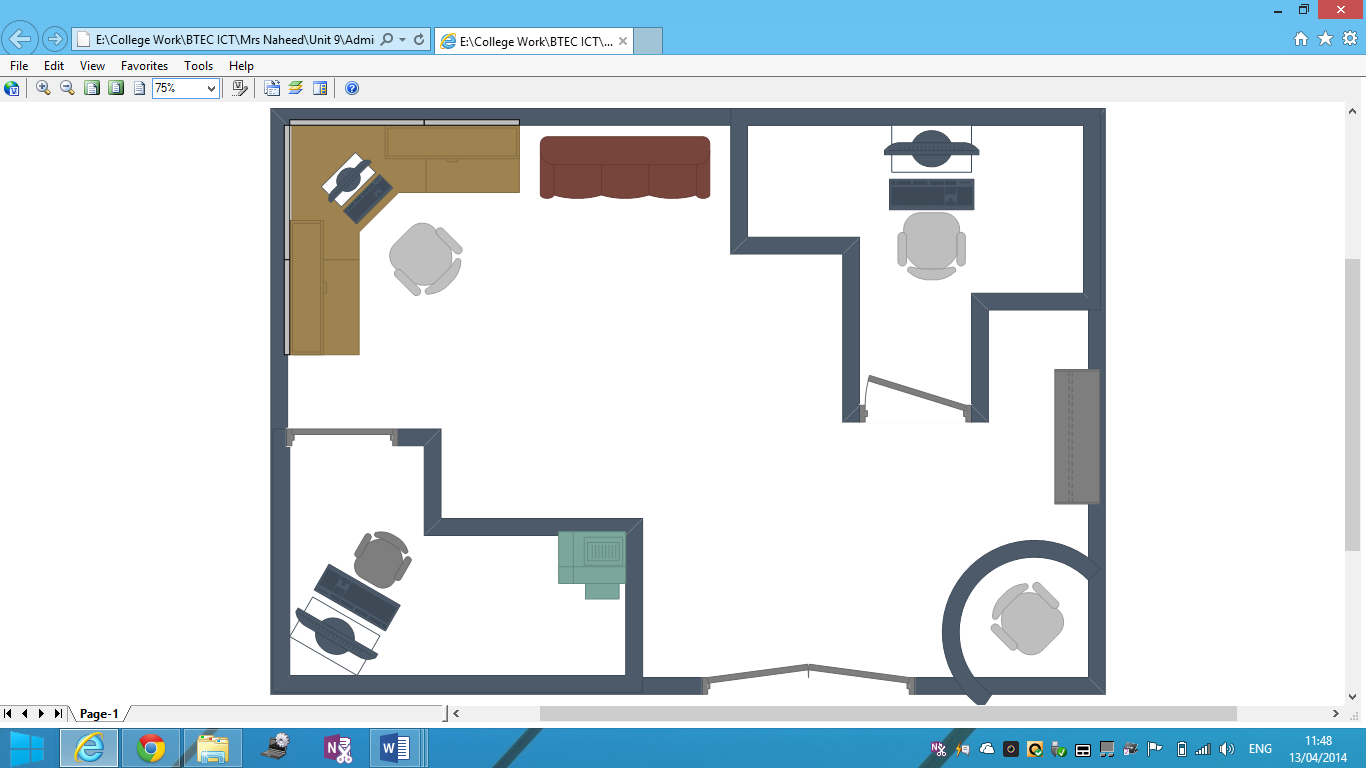 E:\College Work\BTEC ICT\Mrs Naheed\Unit 9\Admi
E:\College Work\BTEC ICT\...
File Edit View Favorites Tools Help
75%
Page-1
ENG
11:48
13/04/2014